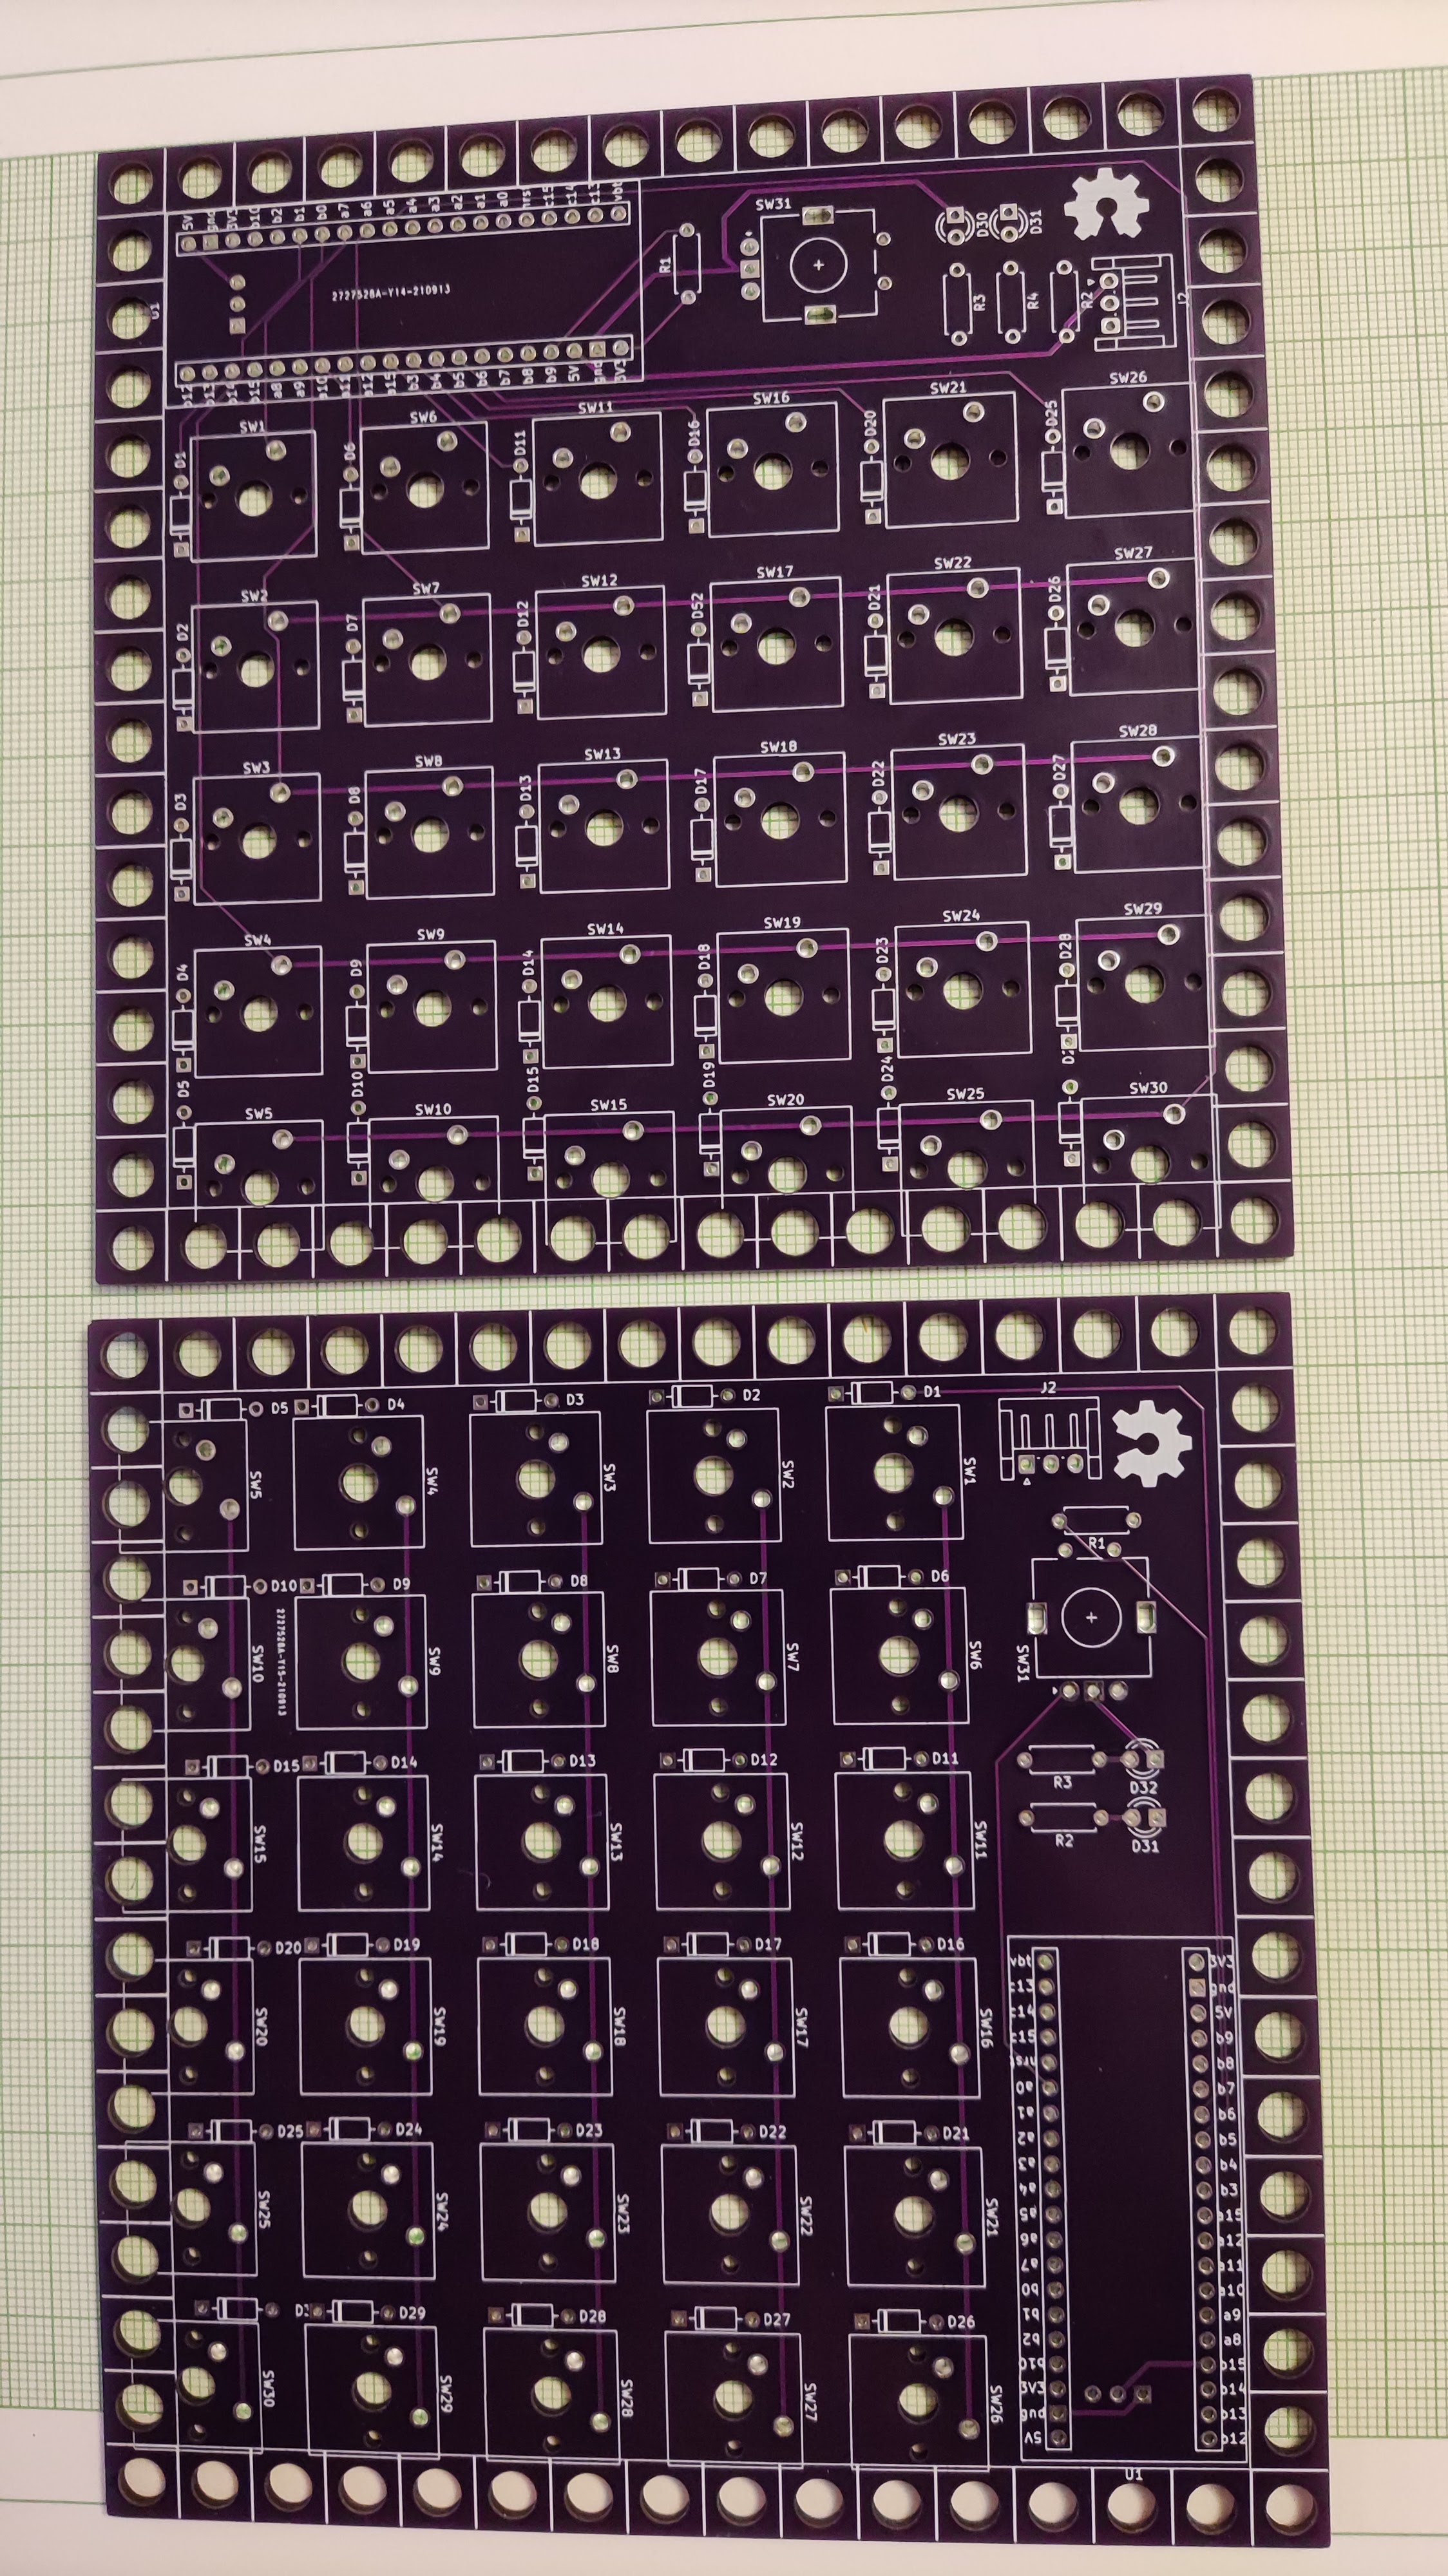 5V gnd 3V3 b10 b2 b1 b0 a7 a6 a5 a4 a3 a2 a1 a0 nrst c15 c14 c13 vbt
SW31
D30
D31
U1
2727528A-Y14-210913
R1
R3
R4
R2
J2
b12 b13 b14 b15 a8 a9 a10 a11 a12 a15 b3 b4 b5 b6 b7 b8 b9 5V gnd 3V3
SW1 SW6 SW11 SW16 SW21 SW26
D1 D6 D11 D16 D20 D25
SW2 SW7 SW12 SW17 SW22 SW27
D2 D7 D12 D52 D21 D26
SW3 SW8 SW13 SW18 SW23 SW28
D3 D8 D13 D17 D22 D27
SW4 SW9 SW14 SW19 SW24 SW29
D4 D9 D14 D18 D23 D28
SW5 SW10 SW15 SW20 SW25 SW30
D5 D10 D15 D19 D24
D5 D4 D3 D2 D1
J2
SW5 SW4 SW3 SW2 SW1
R1
D10 D9 D8 D7 D6
SW10 SW9 SW8 SW7 SW6
SW31
2727528A-Y15-210913
D15 D14 D13 D12 D11
R3
D32
SW15 SW14 SW13 SW12 SW11
R2
D31
D20 D19 D18 D17 D16
SW20 SW19 SW18 SW17 SW16
D25 D24 D23 D22 D21
SW25 SW24 SW23 SW22 SW21
D29 D28 D27 D26
SW30 SW29 SW28 SW27 SW26
vbt 3V3
c13 gnd
c14 5V
c15 b9
nrst b8
a0 b7
a1 b6
a2 b5
a3 b4
a4 b3
a5 a15
a6 a12
a7 a11
b0 a10
b1 a9
b2 a8
b10 b15
3V3 b14
gnd b13
5V b12
U1